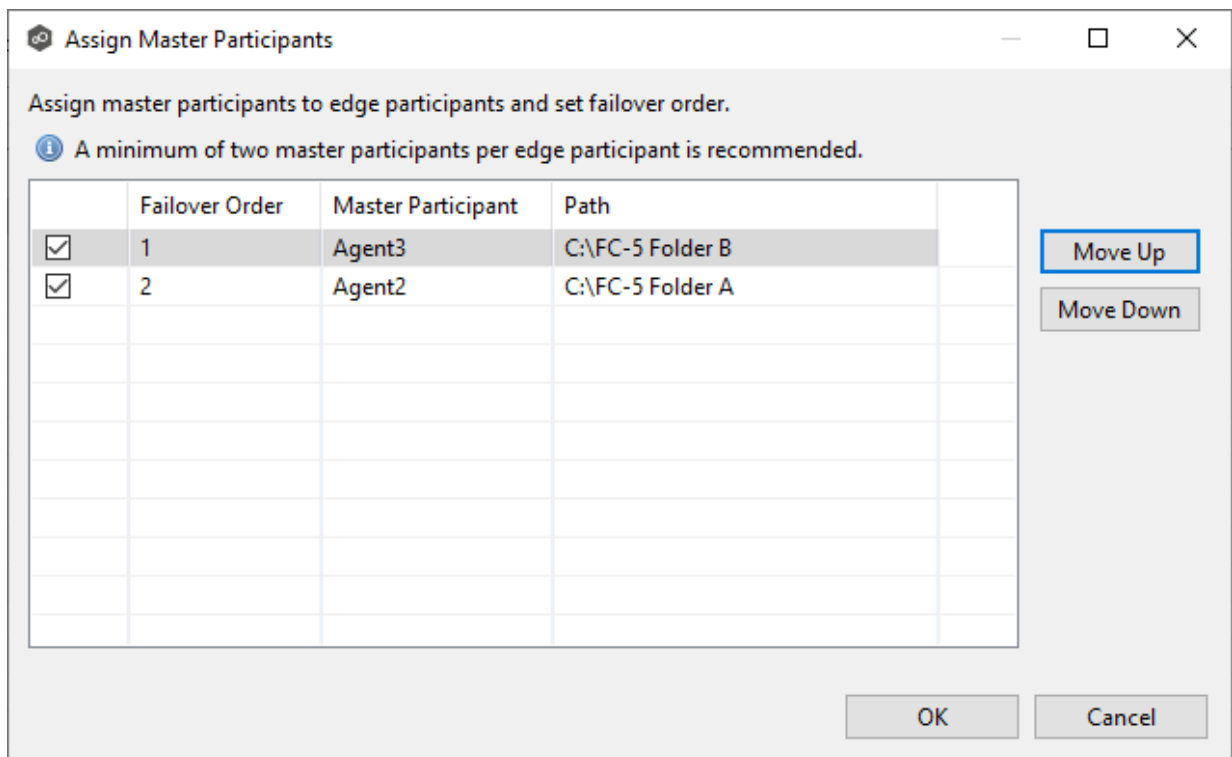 Assign Master Participants
Assign master participants to edge participants and set failover order.
A minimum of two master participants per edge participant is recommended.
Failover Order Master Participant Path
1 Agent3 C:\FC-5 Folder B
2 Agent2 C:\FC-5 Folder A
Move Up
Move Down
OK Cancel